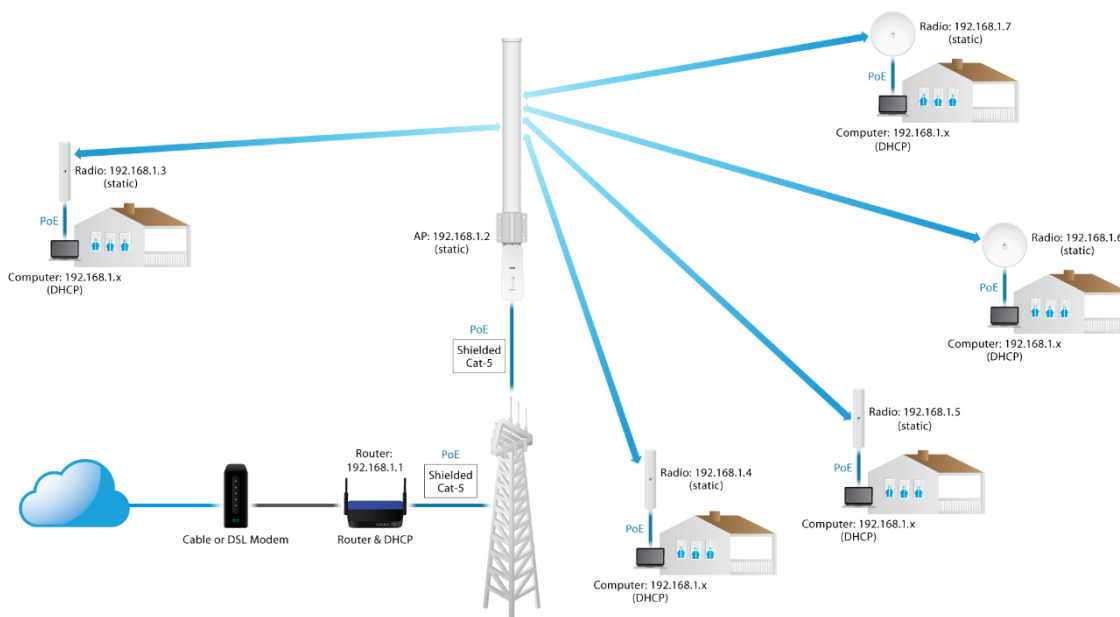 Radio: 192.168.1.7
(static)
PoE
Computer: 192.168.1.x
(DHCP)
Radio: 192.168.1.3
(static)
PoE
Computer: 192.168.1.x
(DHCP)
AP: 192.168.1.2
(static)
Radio: 192.168.1.6
(static)
PoE
Computer: 192.168.1.x
(DHCP)
PoE
Shielded
Cat-5
Radio: 192.168.1.5
(static)
PoE
Computer: 192.168.1.x
(DHCP)
Router:
192.168.1.1
PoE
Shielded
Cat-5
Radio: 192.168.1.4
(static)
PoE
Computer: 192.168.1.x
(DHCP)
Cable or DSL Modem
Router & DHCP